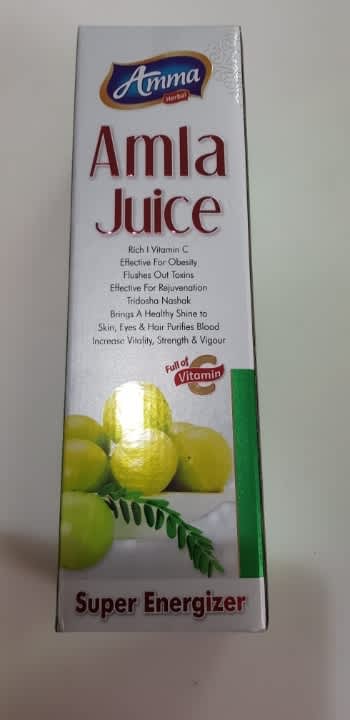 Amma
Herbal
Amla
Juice
Rich I Vitamin C
Effective For Obesity
Flushes Out Toxins
Effective For Rejuvenation
Tridosha Nashak
Brings A Healthy Shine to
Skin, Eyes & Hair Purifies Blood
Increase Vitality, Strength & Vigour
Full of
Vitamin C
Super Energizer